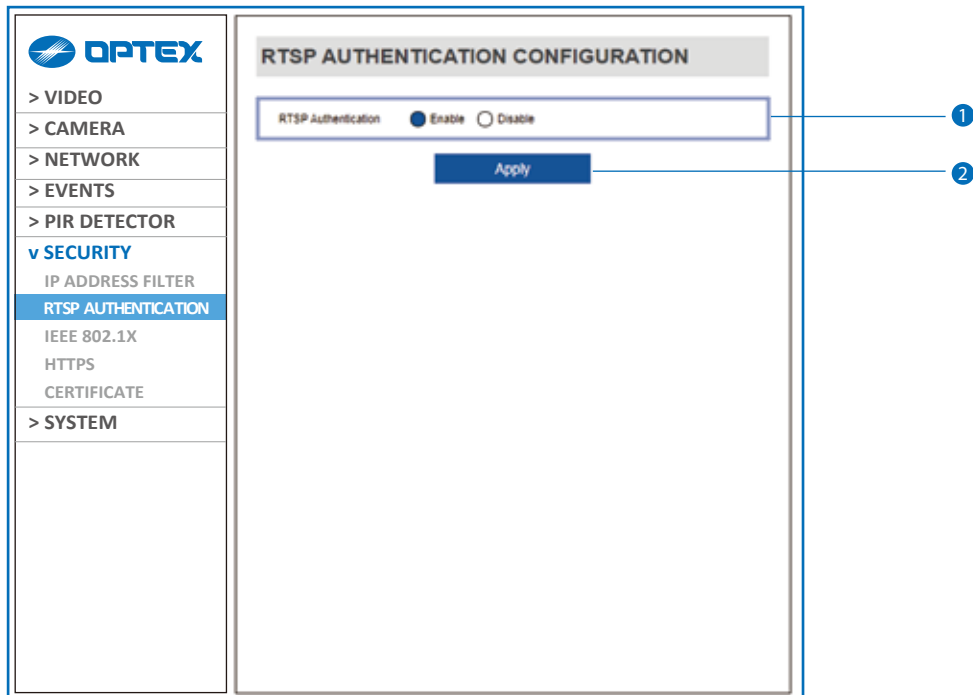 OPTEX
> VIDEO
> CAMERA
> NETWORK
> EVENTS
> PIR DETECTOR
v SECURITY
IP ADDRESS FILTER
RTSP AUTHENTICATION
IEEE 802.1X
HTTPS
CERTIFICATE
> SYSTEM
RTSP AUTHENTICATION CONFIGURATION
RTSP Authentication Enable Disable
1
Apply
2